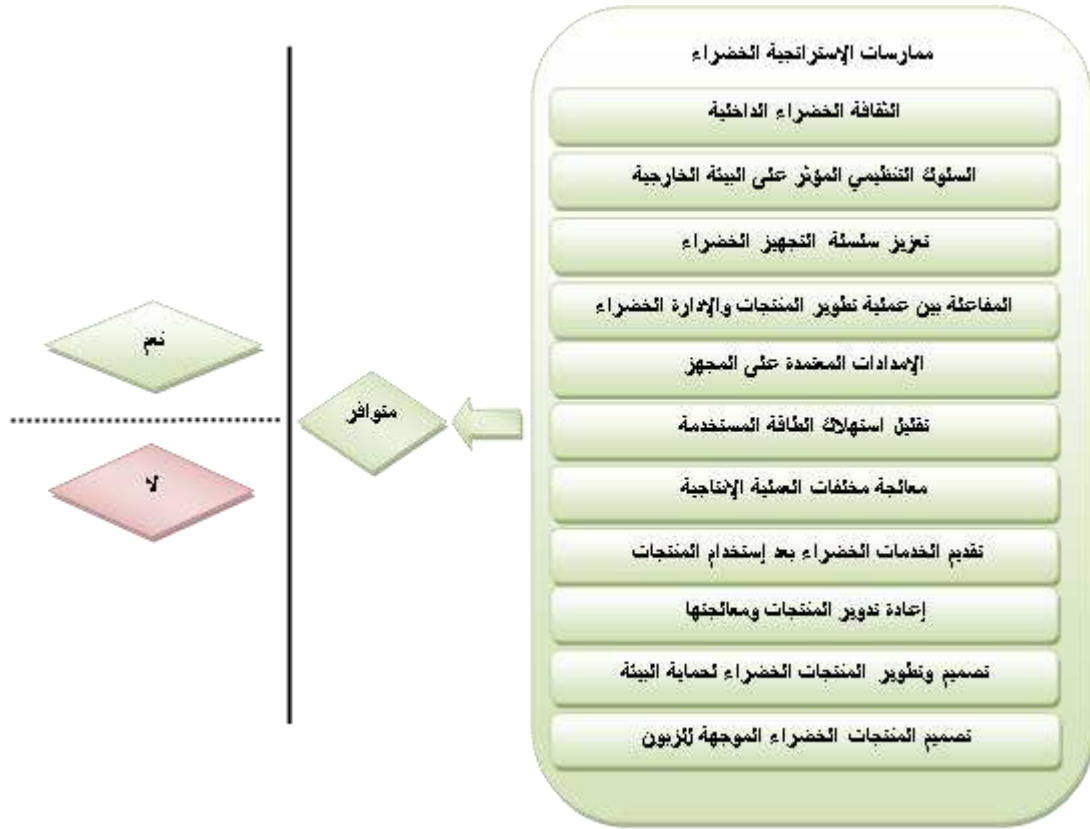 ممارسات الإستراتجية الخضراء
الثقافة الخضراء الداخلية
السلوك التنظيمي المؤثر على البيئة الخارجية
تعزيز سلسلة التجهيز الخضراء
المفاعلة بين عملية تطوير المنتجات والإدارة الخضراء
الإمدادات المعتمدة على المجهز
تقليل استهلاك الطاقة المستخدمة
معالجة مخلفات العملية الإنتاجية
تقديم الخدمات الخضراء بعد إستخدام المنتجات
إعادة تدوير المنتجات ومعالجتها
تصميم وتطوير المنتجات الخضراء لحماية البيئة
تصميم المنتجات الخضراء الموجهة للزبون
متوافر
نعم
لا